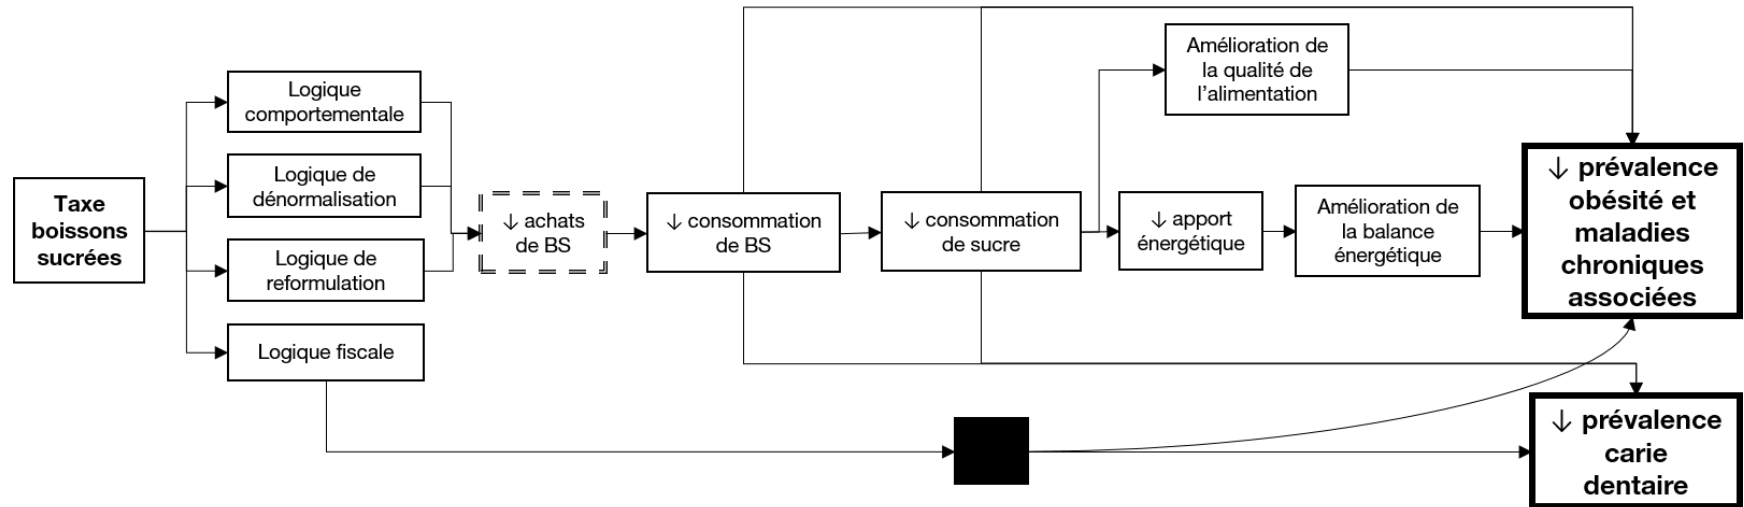 Taxe
boissons
sucrées
Logique
comportementale
Logique de
dénormalisation
Logique de
reformulation
Logique fiscale
↓ achats
de BS
↓ consommation
de BS
↓ consommation
de sucre
Amélioration de
la qualité de
l'alimentation
↓ apport
énergétique
Amélioration de
la balance
énergétique
↓ prévalence
obésité et
maladies
chroniques
associées
↓ prévalence
carie
dentaire